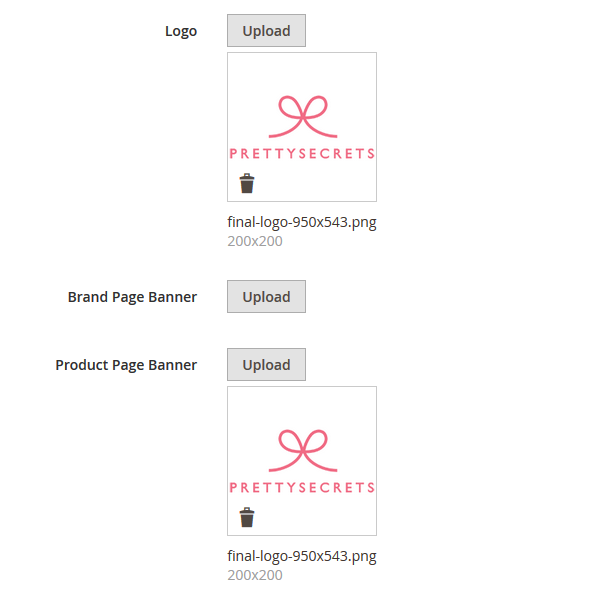 Logo Upload
PRETTYSECRETS
final-logo-950x543.png
200x200
Brand Page Banner Upload
Product Page Banner Upload
PRETTYSECRETS
final-logo-950x543.png
200x200